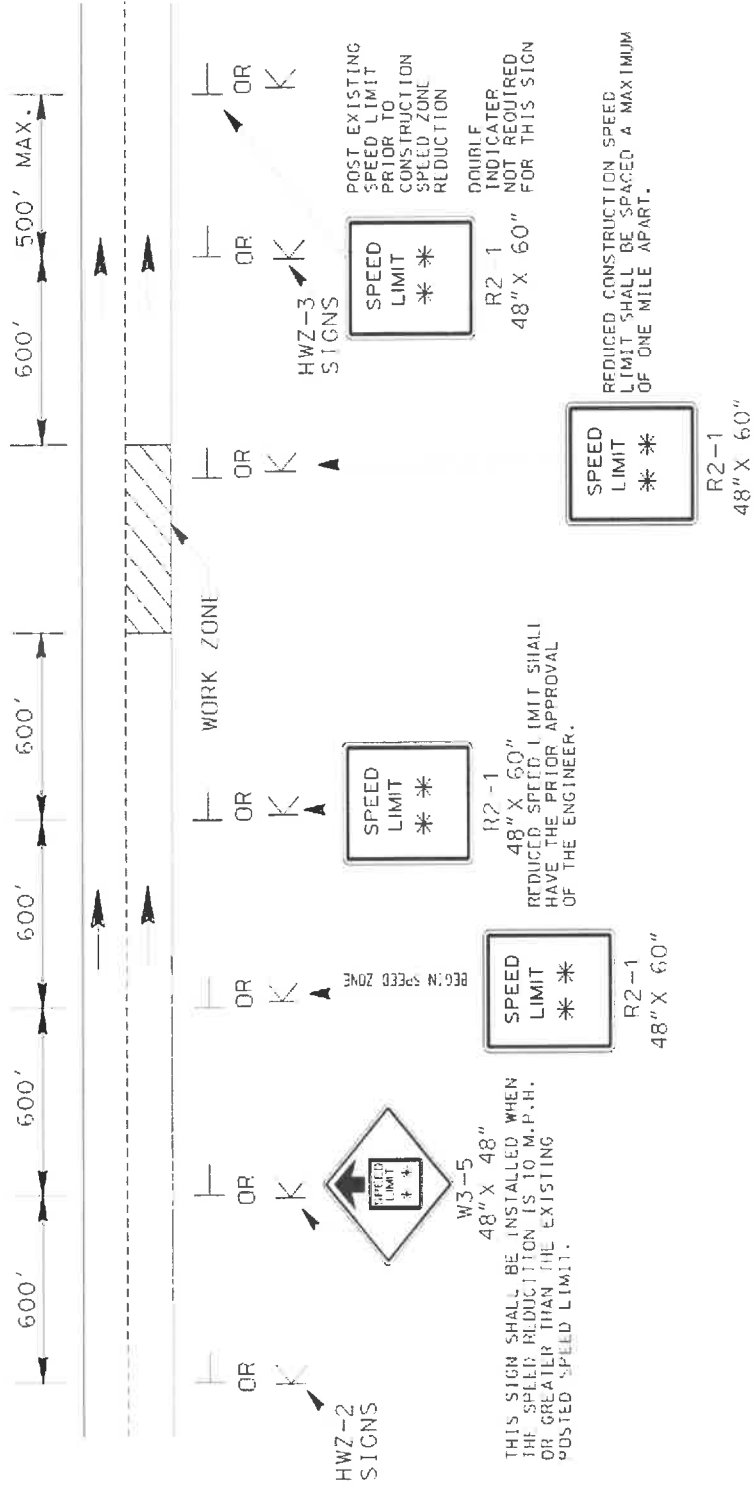 600'
600'
600'
600'
600'
500' MAX.
WORK ZONE
OR
OR
OR
OR
OR
OR
OR
HWZ-2
SIGNS
SPEED
LIMIT
* *
W3-5
48" X 48"
THIS SIGN SHALL BE INSTALLED WHEN
THE SPEED REDUCTION IS 10 M.P.H.
OR GREATER THAN THE EXISTING
POSTED SPEED LIMIT.
BEGIN SPEED ZONE
SPEED
LIMIT
* *
R2-1
48" X 60"
SPEED
LIMIT
* *
R2-1
48" X 60"
REDUCED SPEED LIMIT SHALL
HAVE THE PRIOR APPROVAL
OF THE ENGINEER.
SPEED
LIMIT
* *
R2-1
48" X 60"
REDUCED CONSTRUCTION SPEED
LIMIT SHALL BE SPACED A MAXIMUM
OF ONE MILE APART.
HWZ-3
SIGNS
SPEED
LIMIT
* *
R2-1
48" X 60"
POST EXISTING
SPEED LIMIT
PRIOR TO
CONSTRUCTION
SPEED ZONE
REDUCTION
DOUBLE
INDICATER
NOT REQUIRED
FOR THIS SIGN